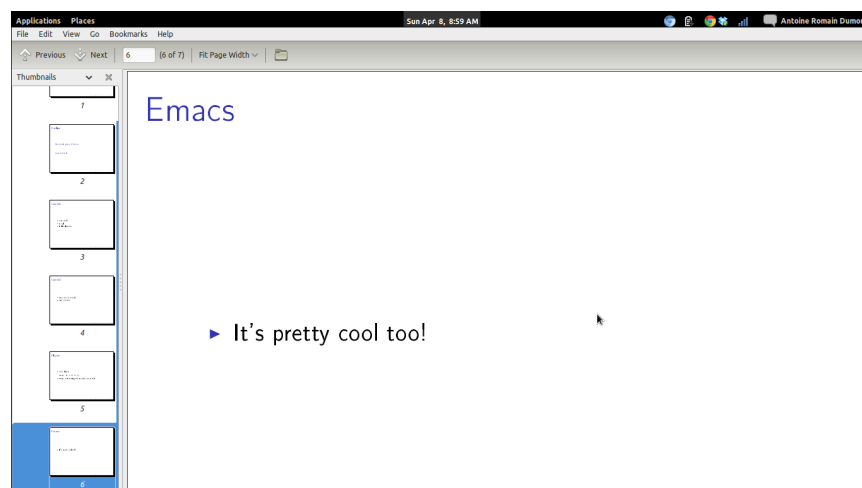 Applications Places Sun Apr 8, 8:59 AM Antoine Romain Dumon
File Edit View Go Bookmarks Help
Previous Next 6 (6 of 7) Fit Page Width
Thumbnails
1
2
3
4
5
6
Emacs
It's pretty cool too!